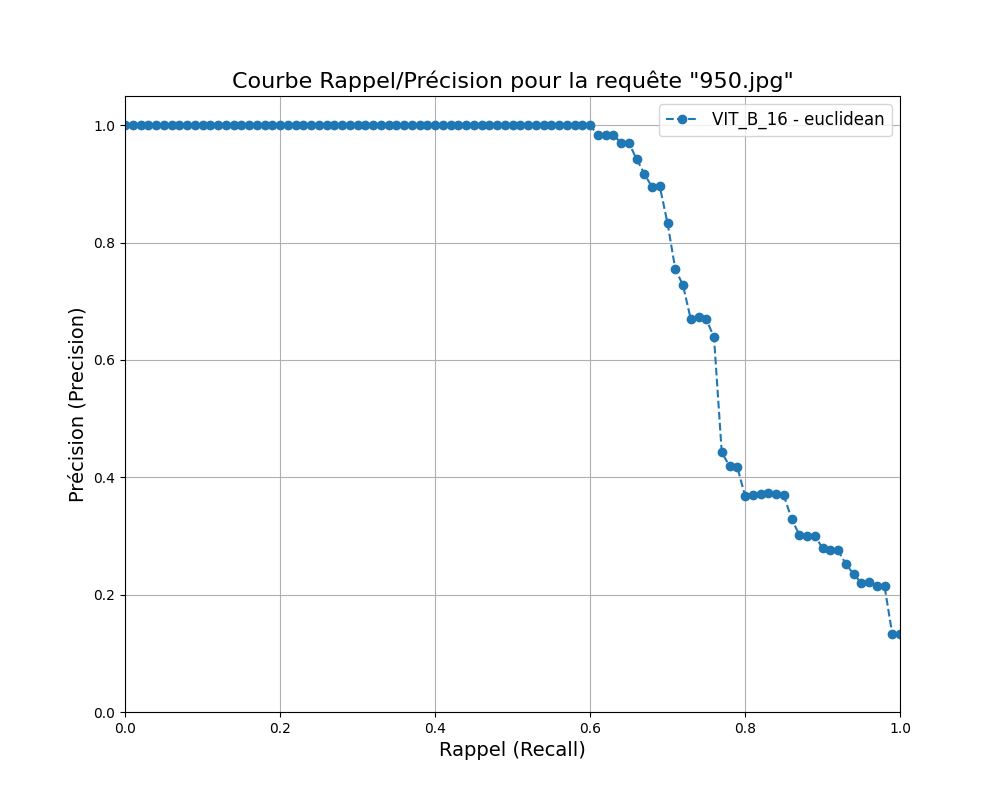 Courbe Rappel/Précision pour la requête "950.jpg"
VIT_B_16 - euclidean
Précision (Precision)
1.0
0.8
0.6
0.4
0.2
0.0
0.0 0.2 0.4 0.6 0.8 1.0
Rappel (Recall)